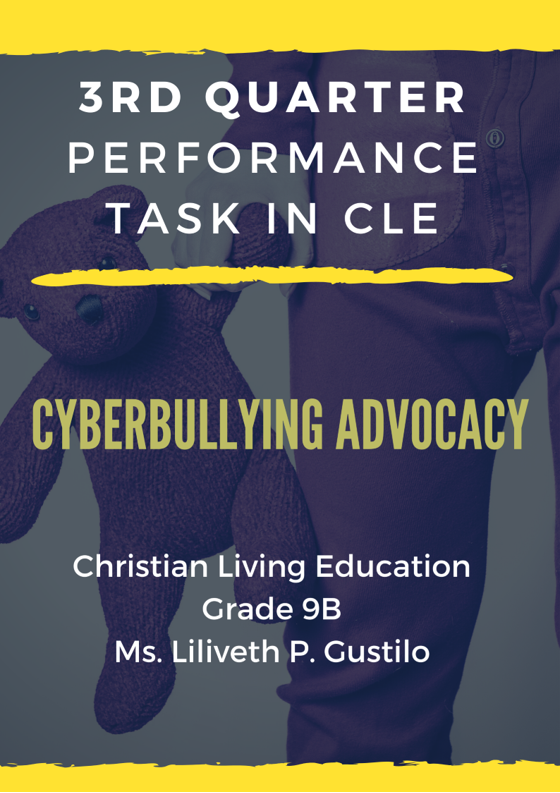 3RD QUARTER
PERFORMANCE
TASK IN CLE
CYBERBULLYING ADVOCACY
Christian Living Education
Grade 9B
Ms. Liliveth P. Gustilo